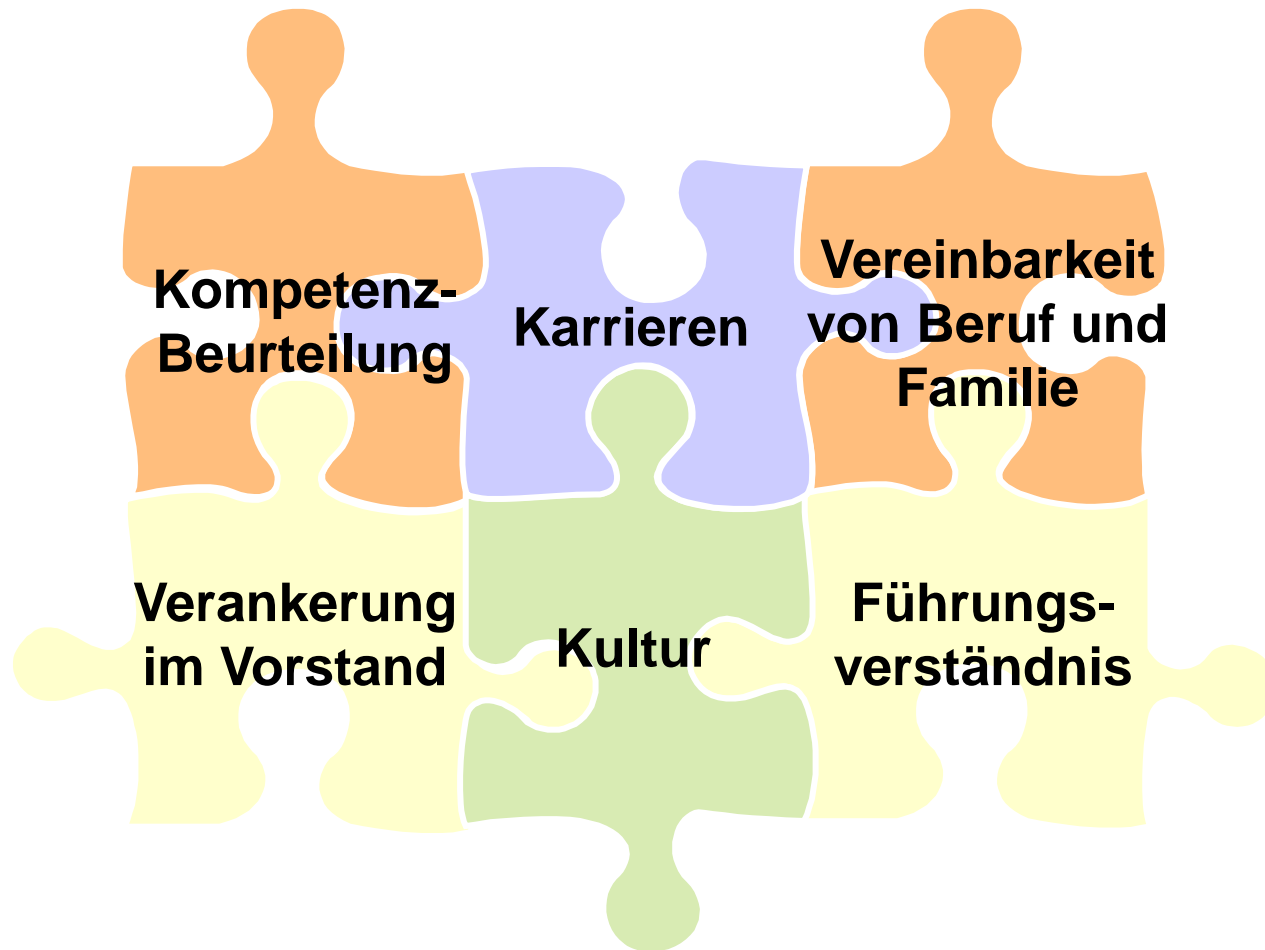 Kompetenz-
Beurteilung
Karrieren
Vereinbarkeit
von Beruf und
Familie
Verankerung
im Vorstand
Kultur
Führungs-
verständnis